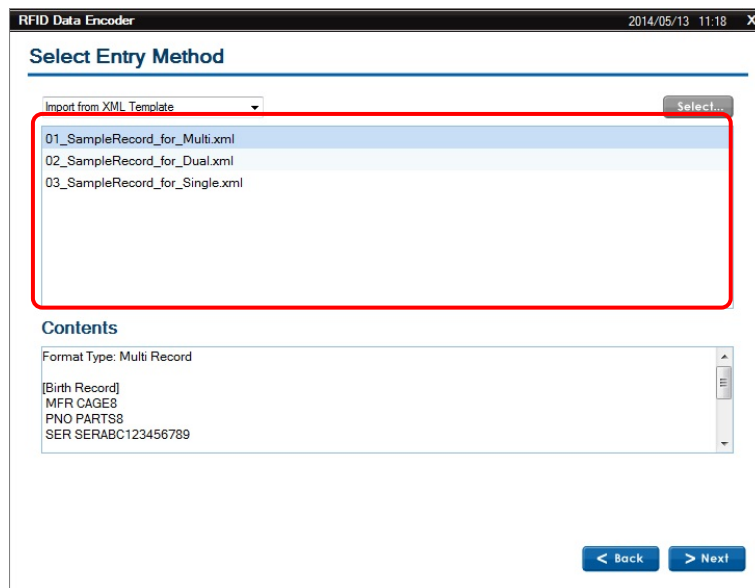 RFID Data Encoder 2014/05/13 11:18 X
Select Entry Method
Import from XML Template Select...
01_SampleRecord_for_Multi.xml
02_SampleRecord_for_Dual.xml
03_SampleRecord_for_Single.xml
Contents
Format Type: Multi Record
[Birth Record]
MFR CAGE8
PNO PARTS8
SER SERABC123456789
< Back > Next